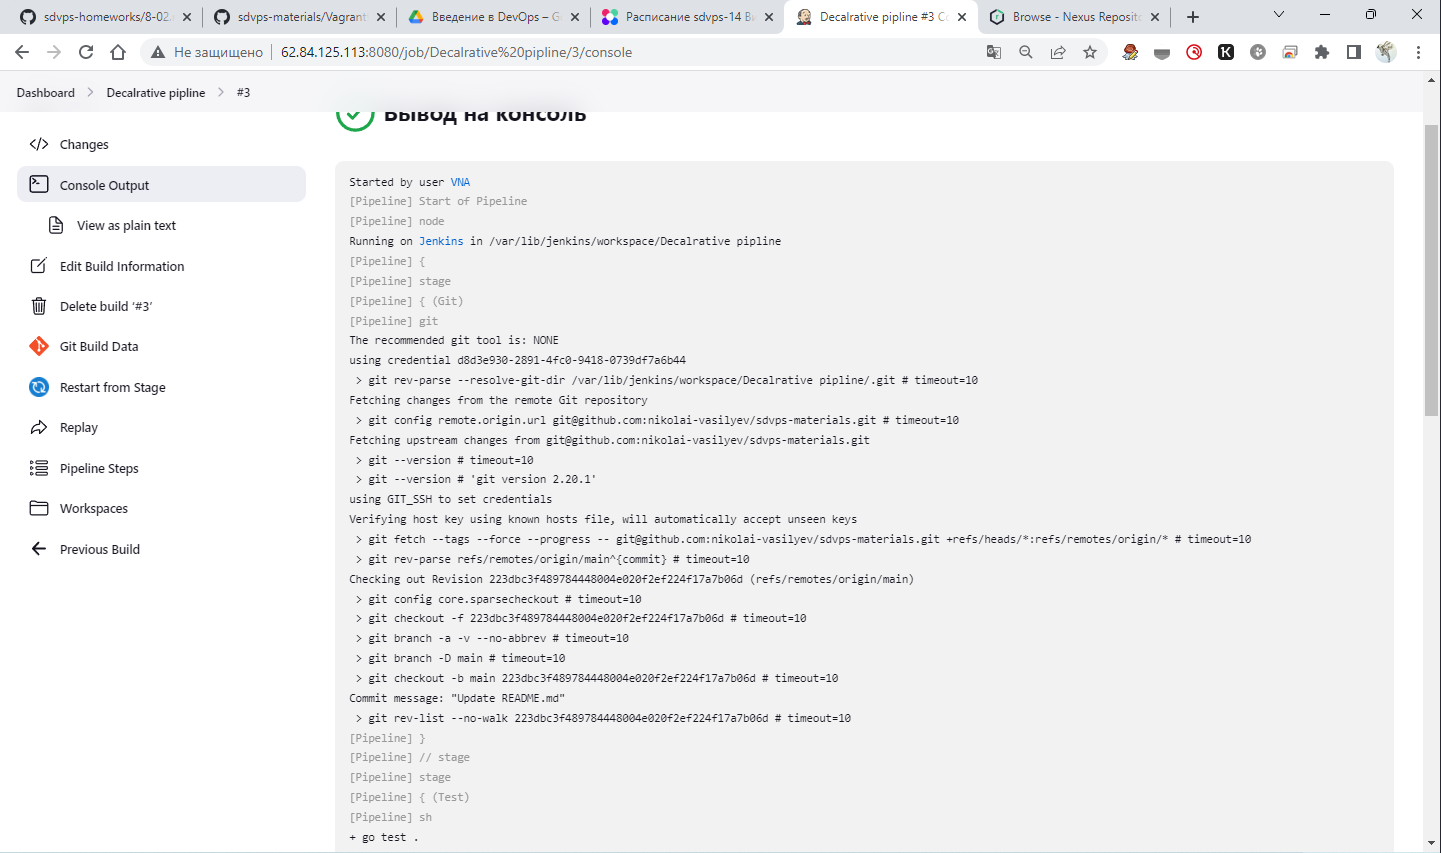 sdvps-homeworks/8-02.
sdvps-materials/Vagrant
Введение в DevOps – G
Расписание sdvps-14 В
Decalrative pipline #3 Co
Browse - Nexus Reposito
Не защищено
62.84.125.113:8080/job/Decalrative%20pipline/3/console
Dashboard
Decalrative pipline
#3
Вывод на консоль
Changes
Console Output
View as plain text
Edit Build Information
Delete build ‘#3’
Git Build Data
Restart from Stage
Replay
Pipeline Steps
Workspaces
Previous Build
Started by user VNA
[Pipeline] Start of Pipeline
[Pipeline] node
Running on Jenkins in /var/lib/jenkins/workspace/Decalrative pipline
[Pipeline] {
[Pipeline] stage
[Pipeline] { (Git)
[Pipeline] git
The recommended git tool is: NONE
using credential d8d3e930-2891-4fc0-9418-0739df7a6b44
> git rev-parse --resolve-git-dir /var/lib/jenkins/workspace/Decalrative pipline/.git # timeout=10
Fetching changes from the remote Git repository
> git config remote.origin.url git@github.com:nikolai-vasilyev/sdvps-materials.git # timeout=10
Fetching upstream changes from git@github.com:nikolai-vasilyev/sdvps-materials.git
> git --version # timeout=10
> git --version # 'git version 2.20.1'
using GIT_SSH to set credentials
Verifying host key using known hosts file, will automatically accept unseen keys
> git fetch --tags --force --progress -- git@github.com:nikolai-vasilyev/sdvps-materials.git +refs/heads/*:refs/remotes/origin/* # timeout=10
> git rev-parse refs/remotes/origin/main^{commit} # timeout=10
Checking out Revision 223dbc3f489784448004e020f2ef224f17a7b06d (refs/remotes/origin/main)
> git config core.sparsecheckout # timeout=10
> git checkout -f 223dbc3f489784448004e020f2ef224f17a7b06d # timeout=10
> git branch -a -v --no-abbrev # timeout=10
> git branch -D main # timeout=10
> git checkout -b main 223dbc3f489784448004e020f2ef224f17a7b06d # timeout=10
Commit message: "Update README.md"
> git rev-list --no-walk 223dbc3f489784448004e020f2ef224f17a7b06d # timeout=10
[Pipeline] }
[Pipeline] // stage
[Pipeline] stage
[Pipeline] { (Test)
[Pipeline] sh
+ go test .